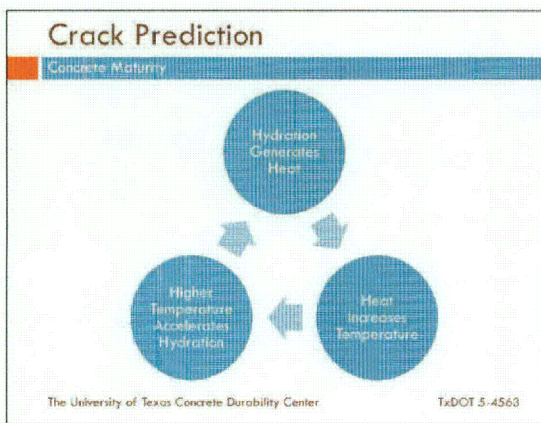 Crack Prediction
Concrete Maturity
Hydration
Generates
Heat
Heat
Increases
Temperature
Higher
Temperature
Accelerates
Hydration
The University of Texas Concrete Durability Center
TxDOT 5-4563